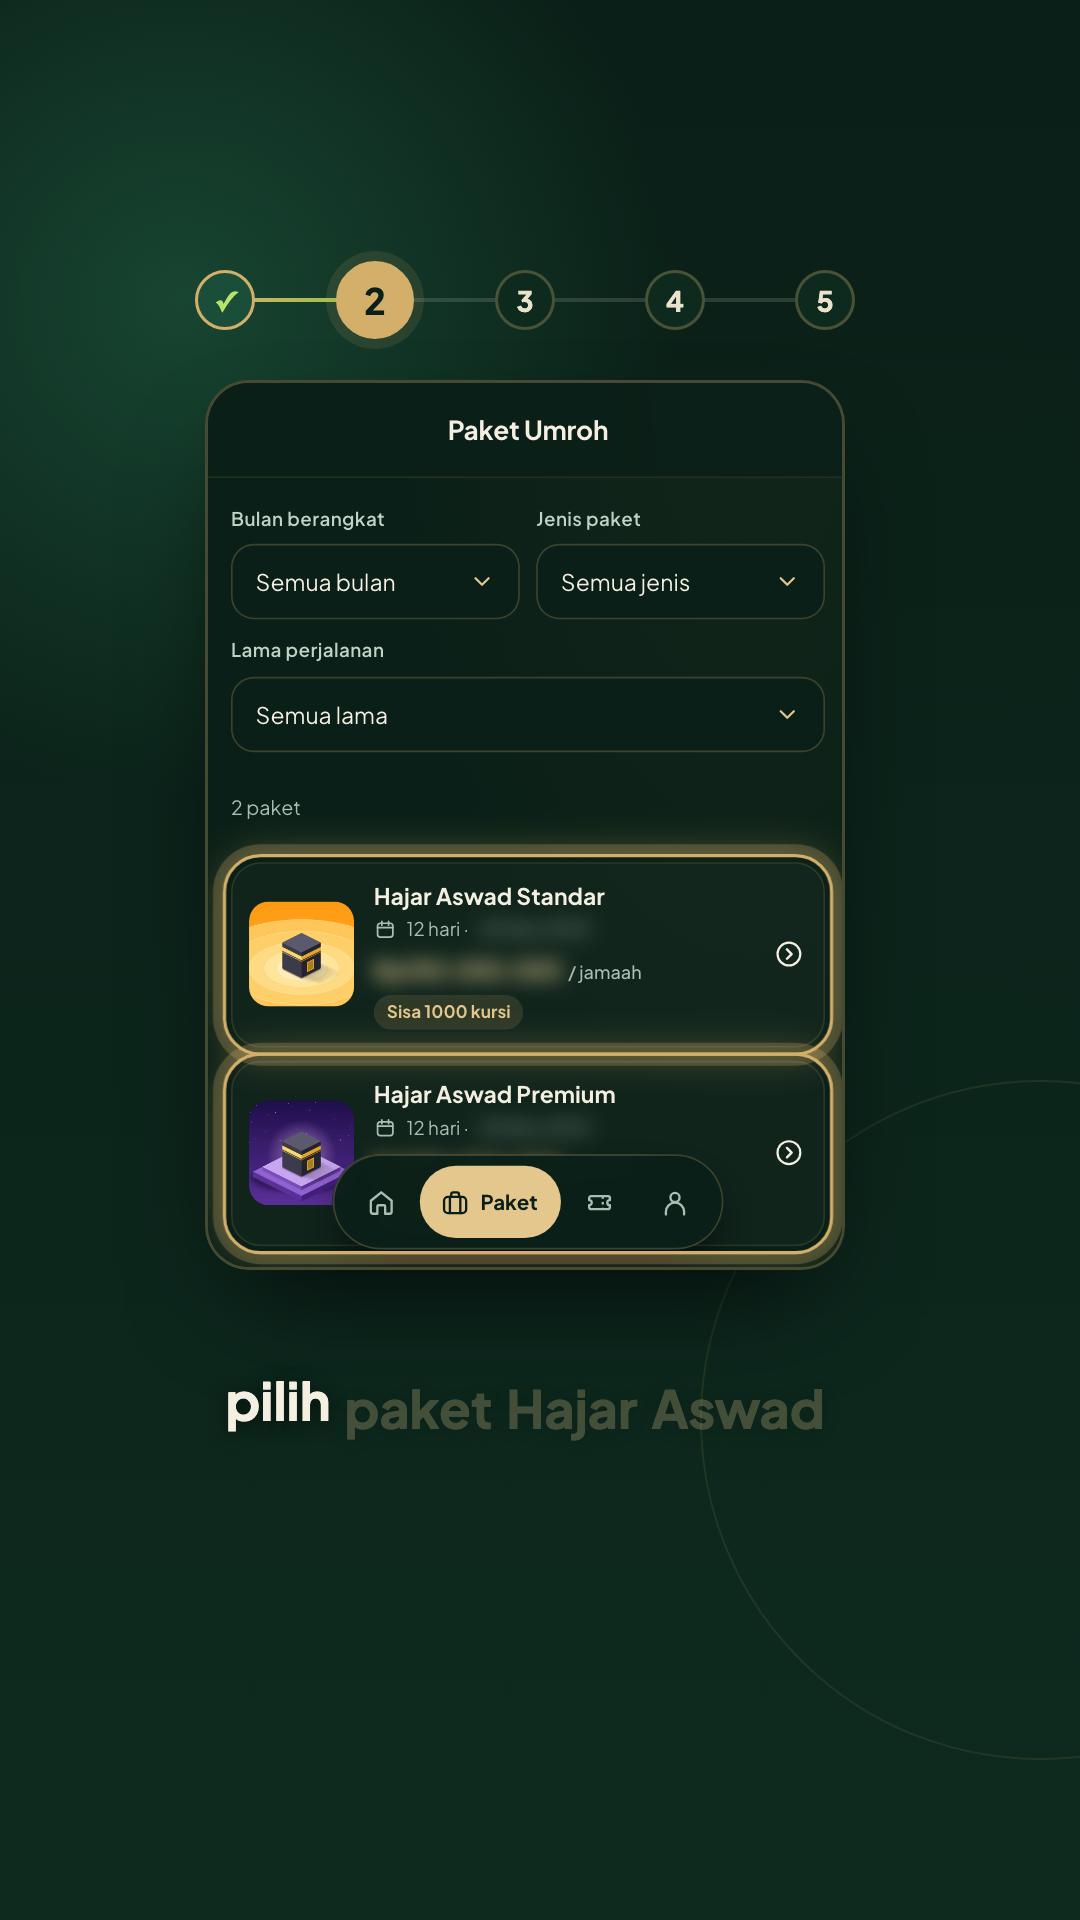 ✓ 2 3 4 5
Paket Umroh
Bulan berangkat Jenis paket
Semua bulan Semua jenis
Lama perjalanan
Semua lama
2 paket
Hajar Aswad Standar
12 hari ·
/ jamaah
Sisa 1000 kursi
Hajar Aswad Premium
12 hari ·
Paket
pilih paket Hajar Aswad